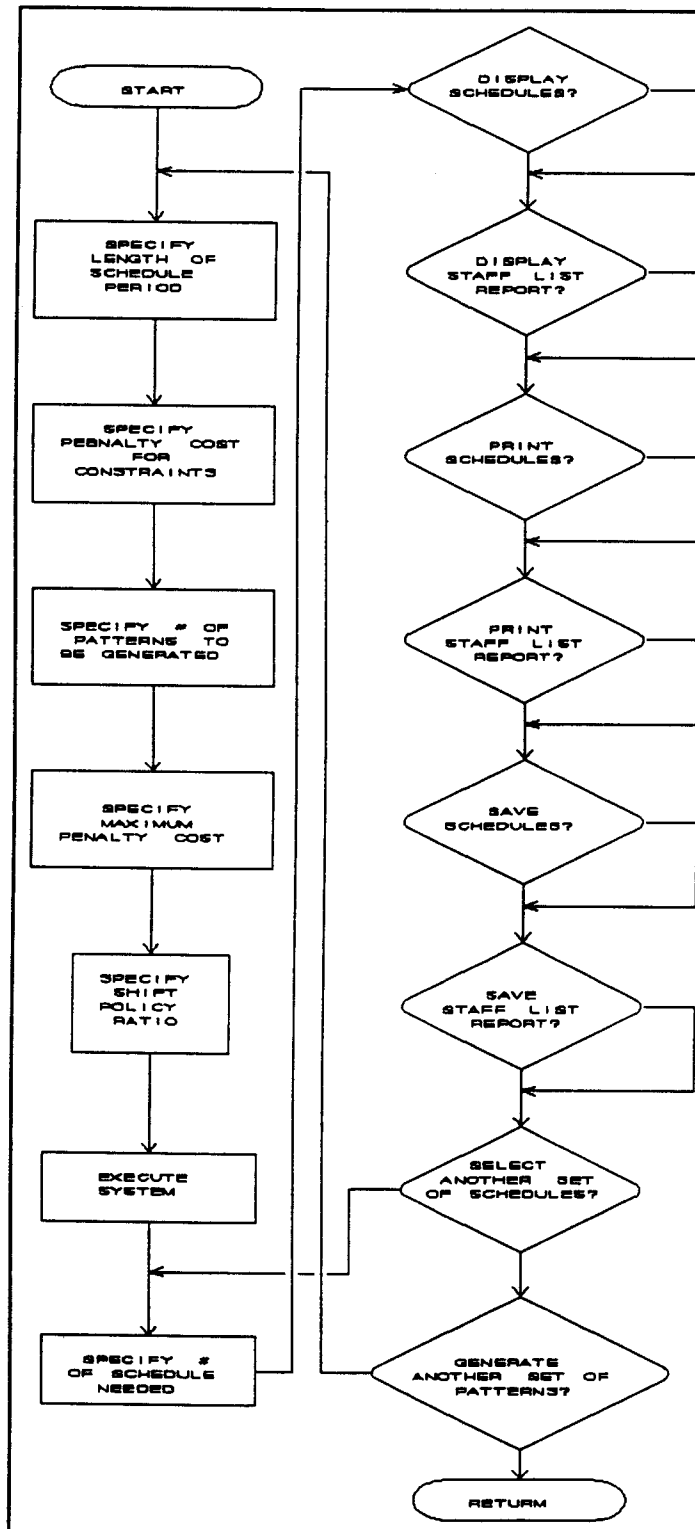 START
SPECIFY
LENGTH OF
SCHEDULE
PERIOD
SPECIFY
PEBNALTY COST
FOR
CONSTRAINTS
SPECIFY # OF
PATTERNS TO
BE GENERATED
SPECIFY
MAXIMUM
PENALTY COST
SPECIFY
SHIFT
POLICY
RATIO
EXECUTE
SYSTEM
SPECIFY #
OF SCHEDULE
NEEDED
DISPLAY
SCHEDULES?
DISPLAY
STAFF LIST
REPORT?
PRINT
SCHEDULES?
PRINT
STAFF LIST
REPORT?
SAVE
SCHEDULES?
SAVE
STAFF LIST
REPORT?
SELECT
ANOTHER SET
OF SCHEDULES?
GENERATE
ANOTHER SET OF
PATTERNS?
RETURM